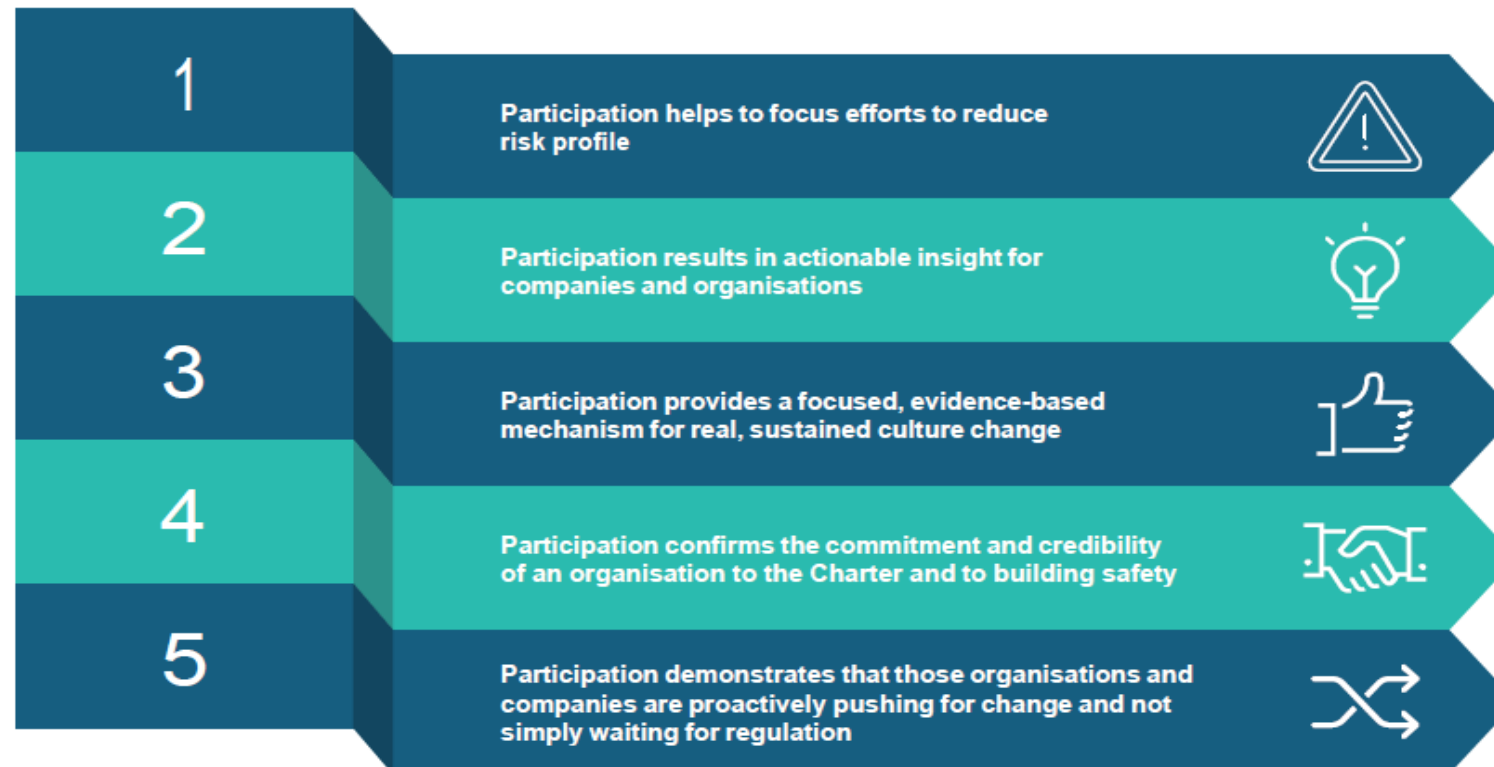 1
Participation helps to focus efforts to reduce
risk profile
2
Participation results in actionable insight for
companies and organisations
3
Participation provides a focused, evidence-based
mechanism for real, sustained culture change
4
Participation confirms the commitment and credibility
of an organisation to the Charter and to building safety
5
Participation demonstrates that those organisations and
companies are proactively pushing for change and not
simply waiting for regulation